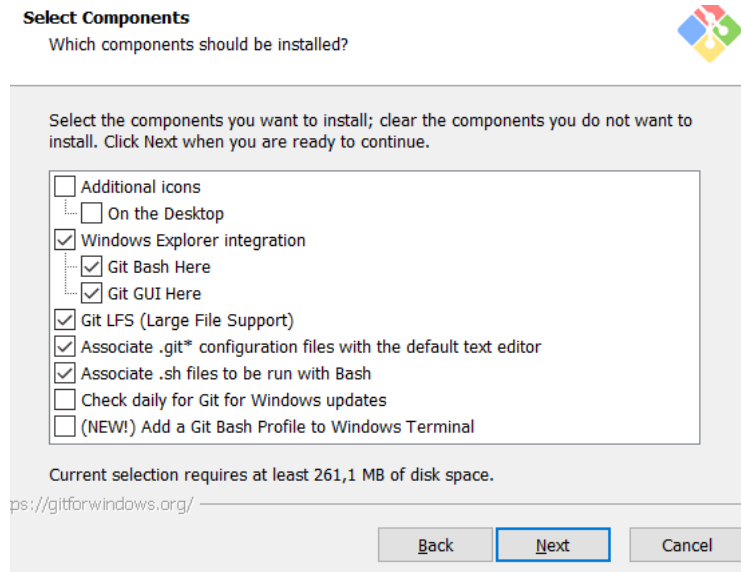 Select Components
Which components should be installed?
Select the components you want to install; clear the components you do not want to
install. Click Next when you are ready to continue.
Additional icons
On the Desktop
Windows Explorer integration
Git Bash Here
Git GUI Here
Git LFS (Large File Support)
Associate .git* configuration files with the default text editor
Associate .sh files to be run with Bash
Check daily for Git for Windows updates
(NEW!) Add a Git Bash Profile to Windows Terminal
Current selection requires at least 261,1 MB of disk space.
ps://gitforwindows.org/
Back
Next
Cancel